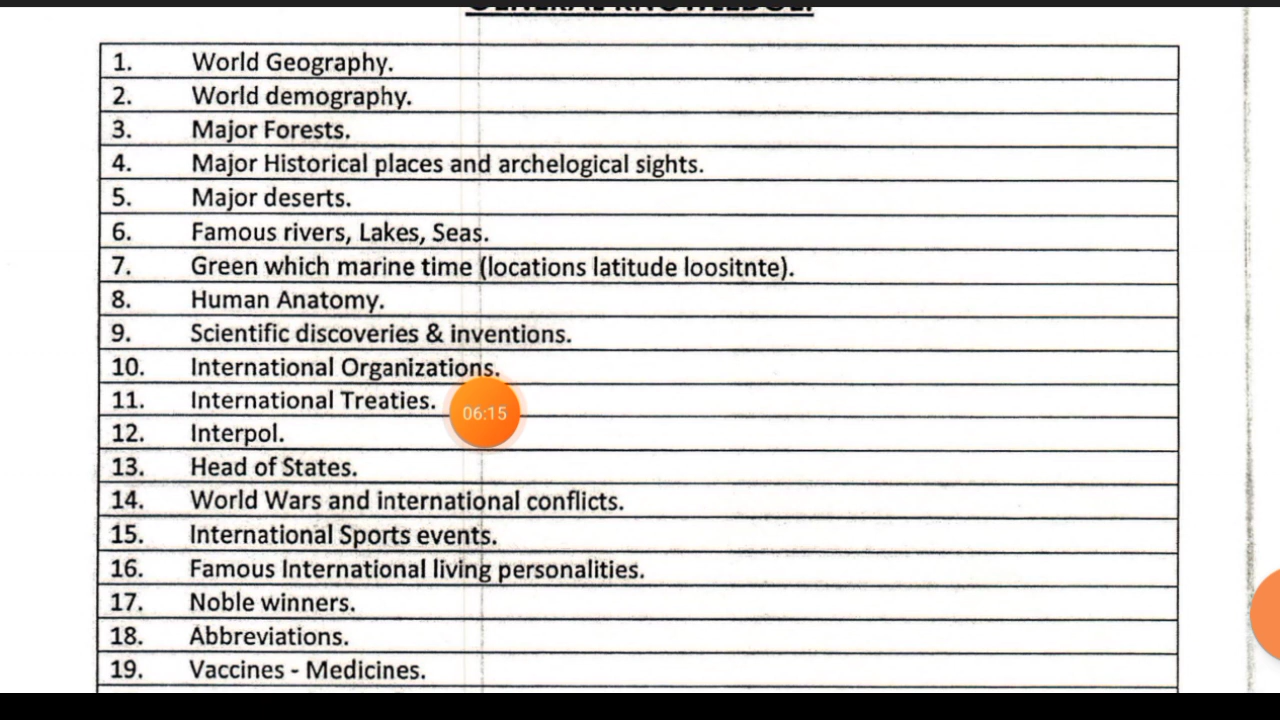 GENERAL KNOWLEDGE.
1. World Geography.
2. World demography.
3. Major Forests.
4. Major Historical places and archelogical sights.
5. Major deserts.
6. Famous rivers, Lakes, Seas.
7. Green which marine time (locations latitude loositnte).
8. Human Anatomy.
9. Scientific discoveries & inventions.
10. International Organizations.
11. International Treaties.
06:15
12. Interpol.
13. Head of States.
14. World Wars and international conflicts.
15. International Sports events.
16. Famous International living personalities.
17. Noble winners.
18. Abbreviations.
19. Vaccines - Medicines.